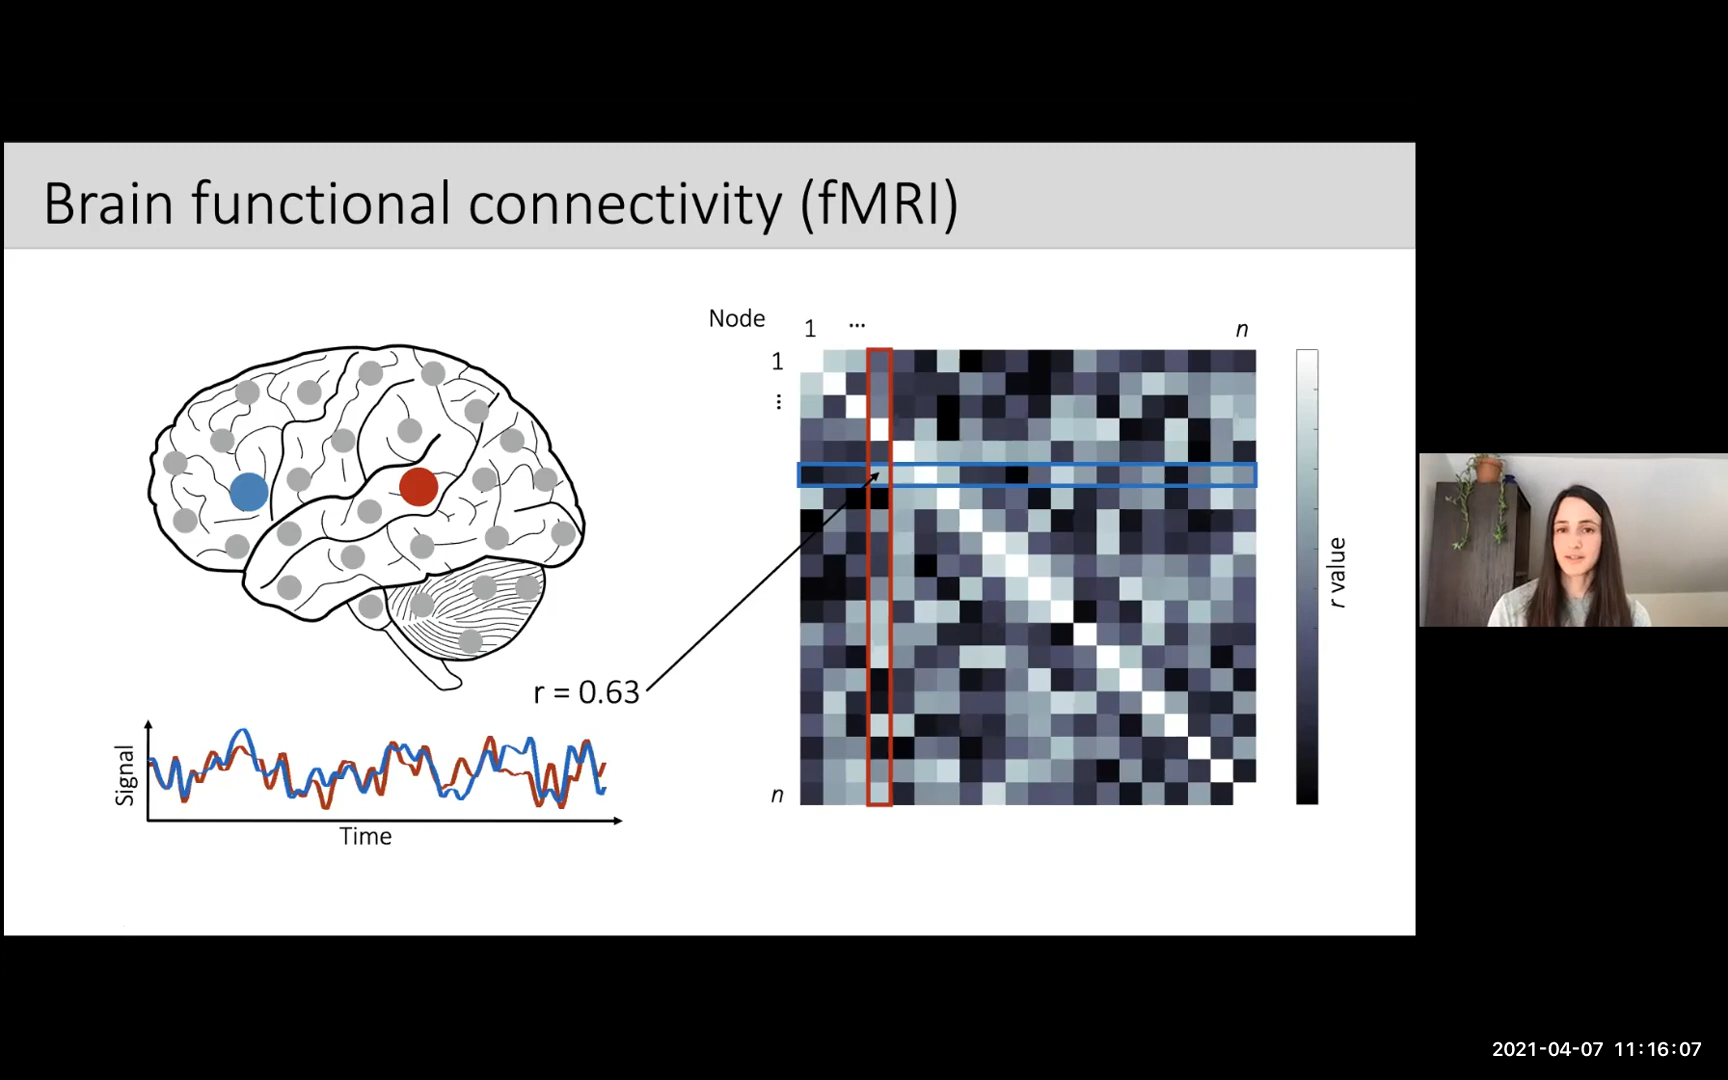 Brain functional connectivity (fMRI)
Node
1 ... n
1
⋮
n
r value
r = 0.63
Signal
Time
2021-04-07 11:16:07